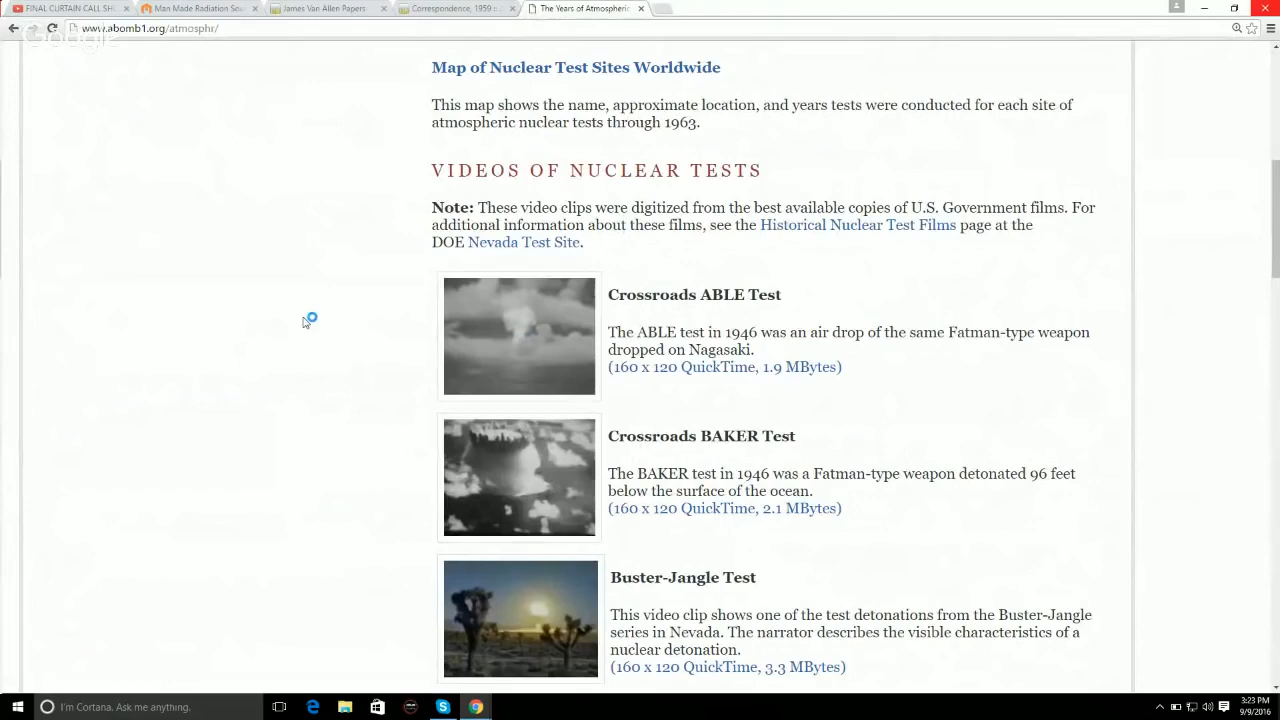 FINAL CURTAIN CALL SH
Man Made Radiation Sou
James Van Allen Papers
Correspondence, 1959 :
The Years of Atmospheric
www.abomb1.org/atmosphr/
Google
Map of Nuclear Test Sites Worldwide
This map shows the name, approximate location, and years tests were conducted for each site of
atmospheric nuclear tests through 1963.
VIDEOS OF NUCLEAR TESTS
Note: These video clips were digitized from the best available copies of U.S. Government films. For
additional information about these films, see the Historical Nuclear Test Films page at the
DOE Nevada Test Site.
Crossroads ABLE Test
The ABLE test in 1946 was an air drop of the same Fatman-type weapon
dropped on Nagasaki.
(160 x 120 QuickTime, 1.9 MBytes)
Crossroads BAKER Test
The BAKER test in 1946 was a Fatman-type weapon detonated 96 feet
below the surface of the ocean.
(160 x 120 QuickTime, 2.1 MBytes)
Buster-Jangle Test
This video clip shows one of the test detonations from the Buster-Jangle
series in Nevada. The narrator describes the visible characteristics of a
nuclear detonation.
(160 x 120 QuickTime, 3.3 MBytes)
I'm Cortana. Ask me anything.
3:23 PM
9/9/2016